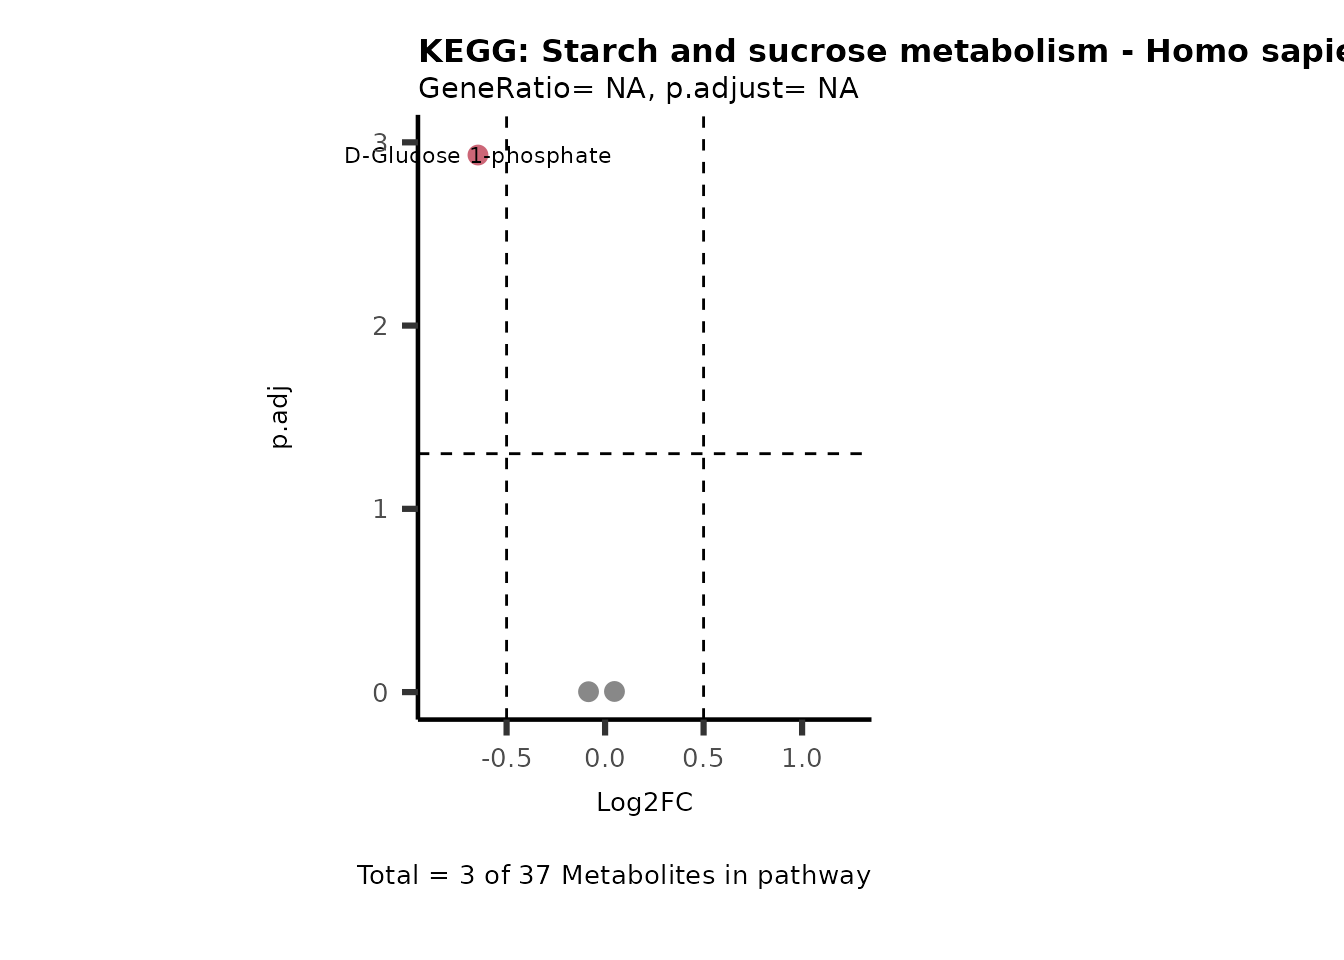 KEGG: Starch and sucrose metabolism - Homo sapie
GeneRatio= NA, p.adjust= NA
3
D-Glucose 1-phosphate
2
p.adj
1
0
-0.5 0.0 0.5 1.0
Log2FC
Total = 3 of 37 Metabolites in pathway